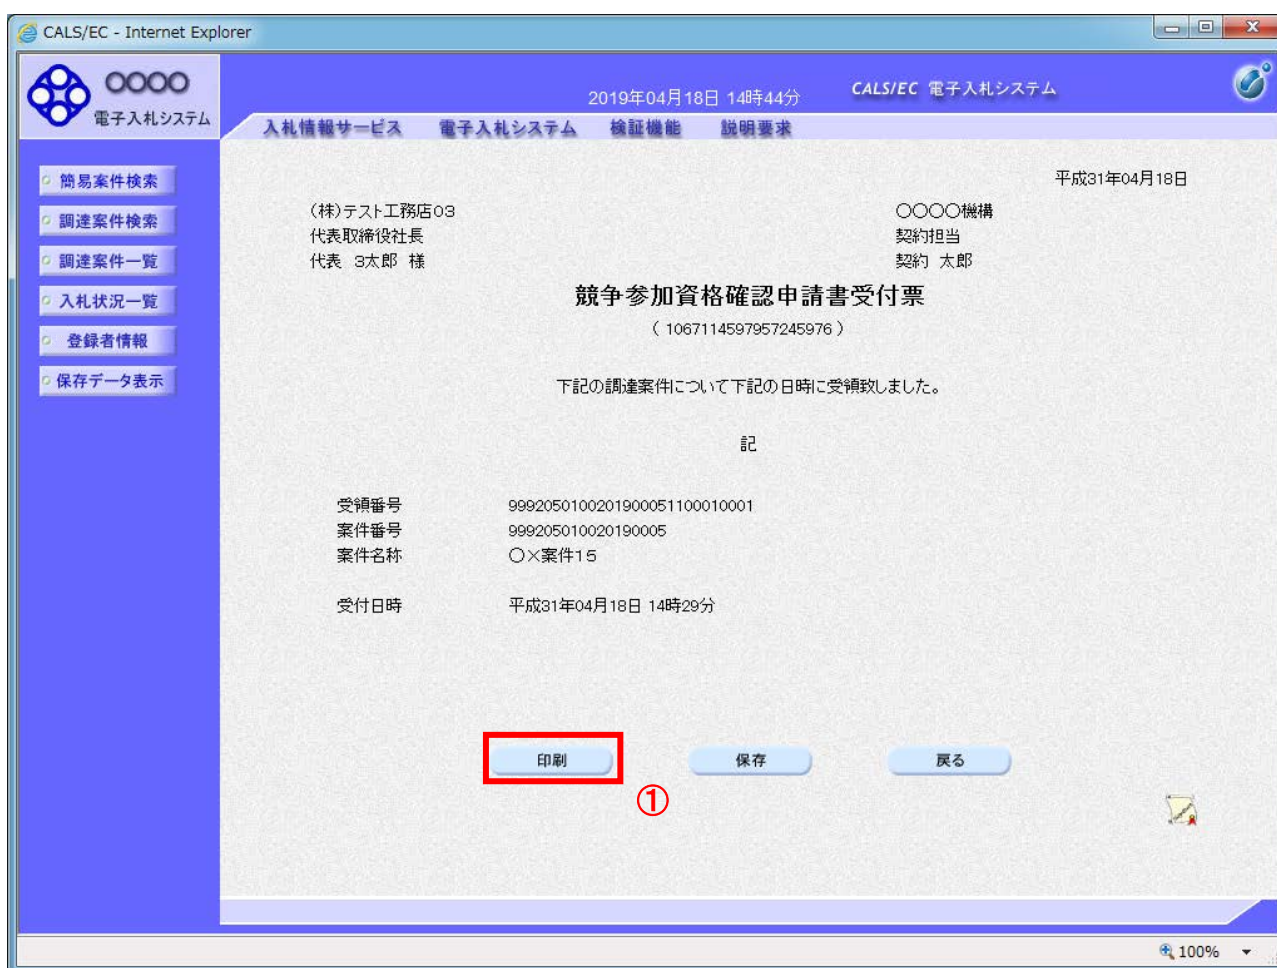 CALS/EC - Internet Explorer
○○○○
電子入札システム
2019年04月18日 14時44分
CALS/EC 電子入札システム
入札情報サービス 電子入札システム 検証機能 説明要求
簡易案件検索
調達案件検索
調達案件一覧
入札状況一覧
登録者情報
保存データ表示
平成31年04月18日
(株)テスト工務店03
代表取締役社長
代表 3太郎 様
○○○○機構
契約担当
契約 太郎
競争参加資格確認申請書受付票
( 1067114597957245976 )
下記の調達案件について下記の日時に受領致しました。
記
受領番号 99920501002019000511000010001
案件番号 999205010020190005
案件名称 ○×案件15
受付日時 平成31年04月18日 14時29分
印刷 保存 戻る
①
100%